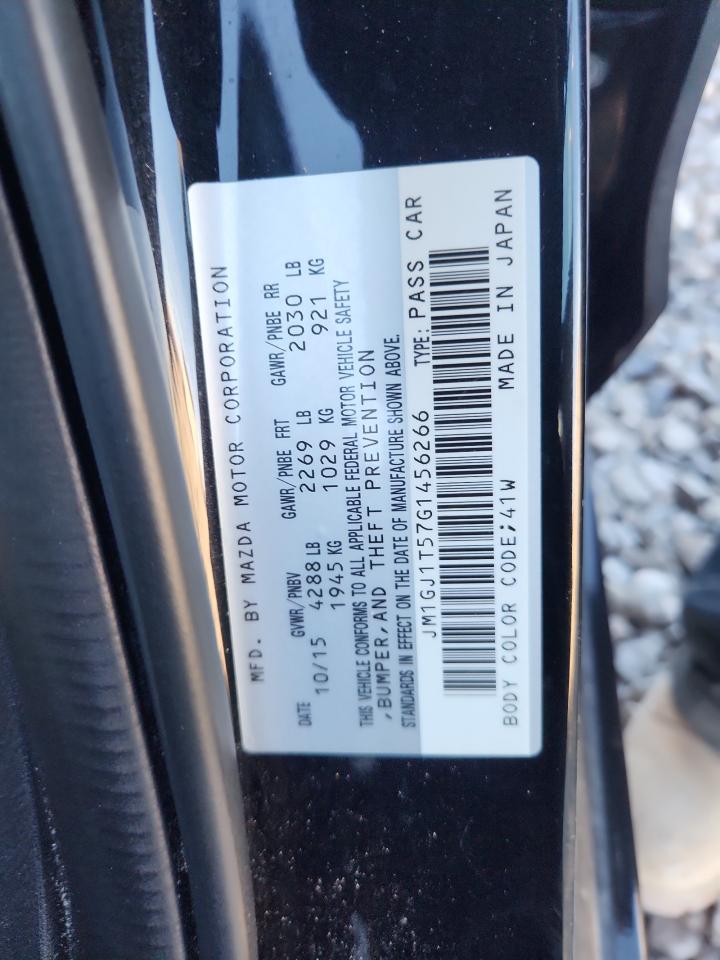 MFD. BY MAZDA MOTOR CORPORATION
DATE GVWR/PNBV GAWR/PNBE FRT GAWR/PNBE RR
10/15 4288 LB 2269 LB 2030 LB
1945 KG 1029 KG 921 KG
THIS VEHICLE CONFORMS TO ALL APPLICABLE FEDERAL MOTOR VEHICLE SAFETY
,BUMPER,AND THEFT PREVENTION
STANDARDS IN EFFECT ON THE DATE OF MANUFACTURE SHOWN ABOVE.
JM1GJ1T57G1456266 TYPE: PASS CAR
BODY COLOR CODE;41W MADE IN JAPAN